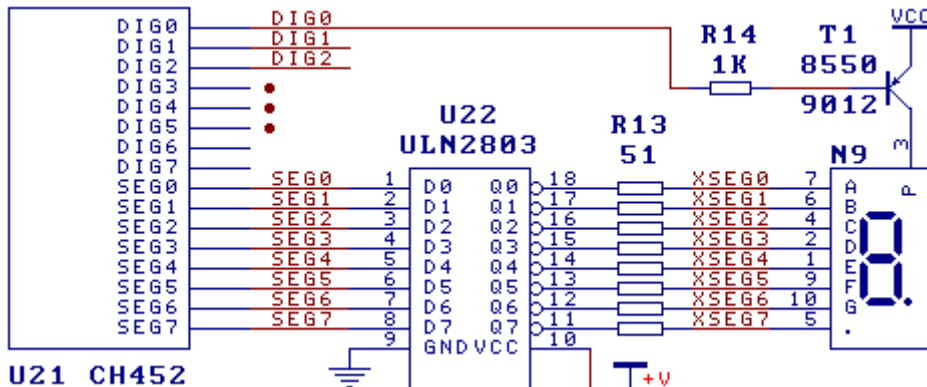 DIG0 DIG0 VCC
DIG1 DIG1 R14 T1
DIG2 DIG2 1K 8550
DIG3
DIG4 9012
DIG5 U22 R13 3
DIG6 ULN2803 51 N9
DIG7
SEG0 SEG0 1 D0 Q0 18 XSEG0 7 A P
SEG1 SEG1 2 D1 Q1 17 XSEG1 6 B
SEG2 SEG2 3 D2 Q2 16 XSEG2 4 C
SEG3 SEG3 4 D3 Q3 15 XSEG3 2 D
SEG4 SEG4 5 D4 Q4 14 XSEG4 1 E
SEG5 SEG5 6 D5 Q5 13 XSEG5 9 F
SEG6 SEG6 7 D6 Q6 12 XSEG6 10 G
SEG7 SEG7 8 D7 Q7 11 XSEG7 5 .
9 GND VCC 10
U21 CH452 +V